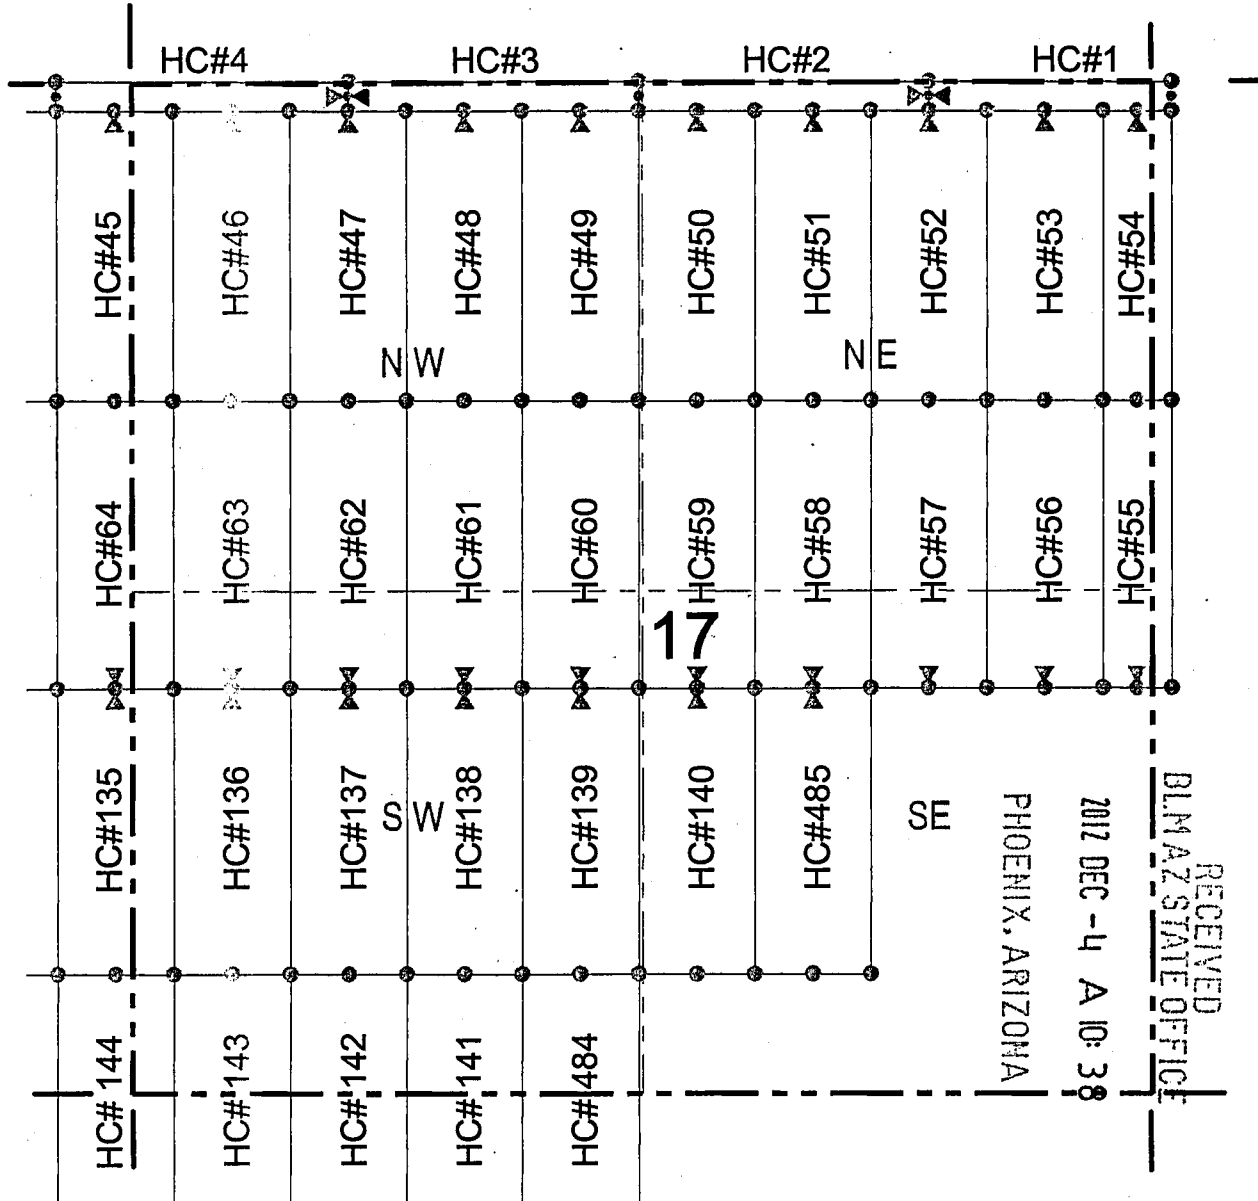 HC#4 HC#3 HC#2 HC#1
HC#45 HC#46 HC#47 HC#48 HC#49 HC#50 HC#51 HC#52 HC#53 HC#54
NW NE
HC#64 HC#63 HC#62 HC#61 HC#60 HC#59 HC#58 HC#57 HC#56 HC#55
17
HC#135 HC#136 HC#137 HC#138 HC#139 HC#140 HC#485
SW SE
HC#144 HC#143 HC#142 HC#141 HC#484
RECEIVED
BLM AZ STATE OFFICE
2012 DEC -4 A 10:38
PHOENIX, ARIZONA